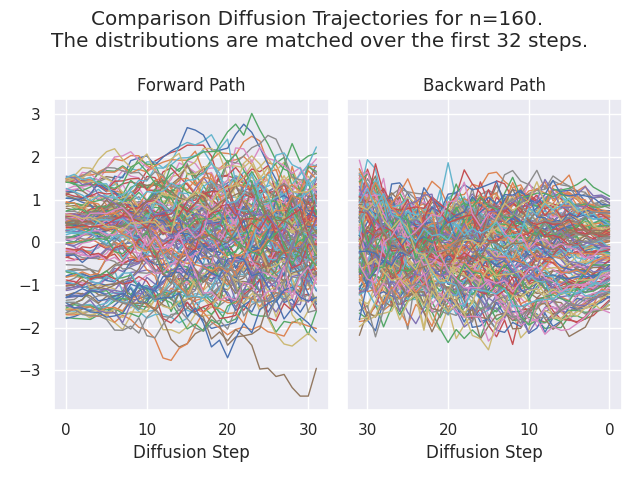 Comparison Diffusion Trajectories for n=160.
The distributions are matched over the first 32 steps.
Forward Path
Backward Path
3
2
1
0
−1
−2
−3
0 10 20 30
30 20 10 0
Diffusion Step
Diffusion Step